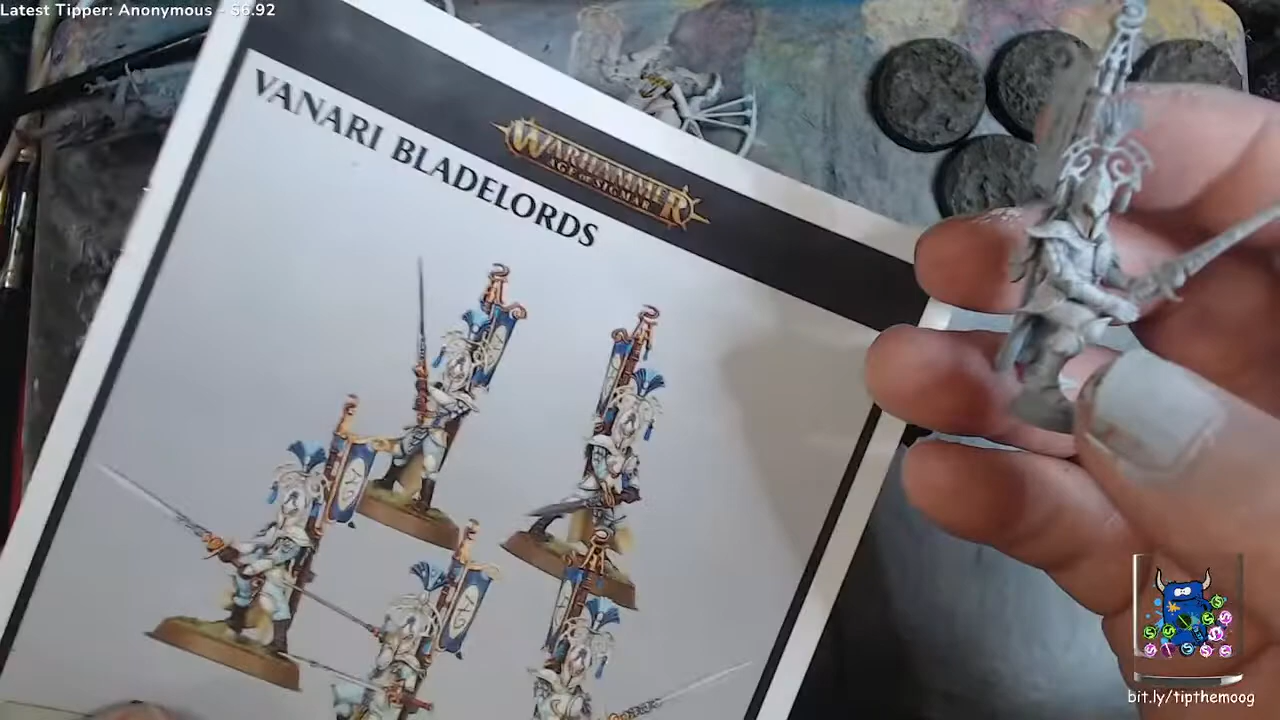 Latest Tipper: Anonymous - $6.92
VANARI BLADELORDS
WARHAMMER
AGE OF SIGMAR
bit.ly/tipthemoog